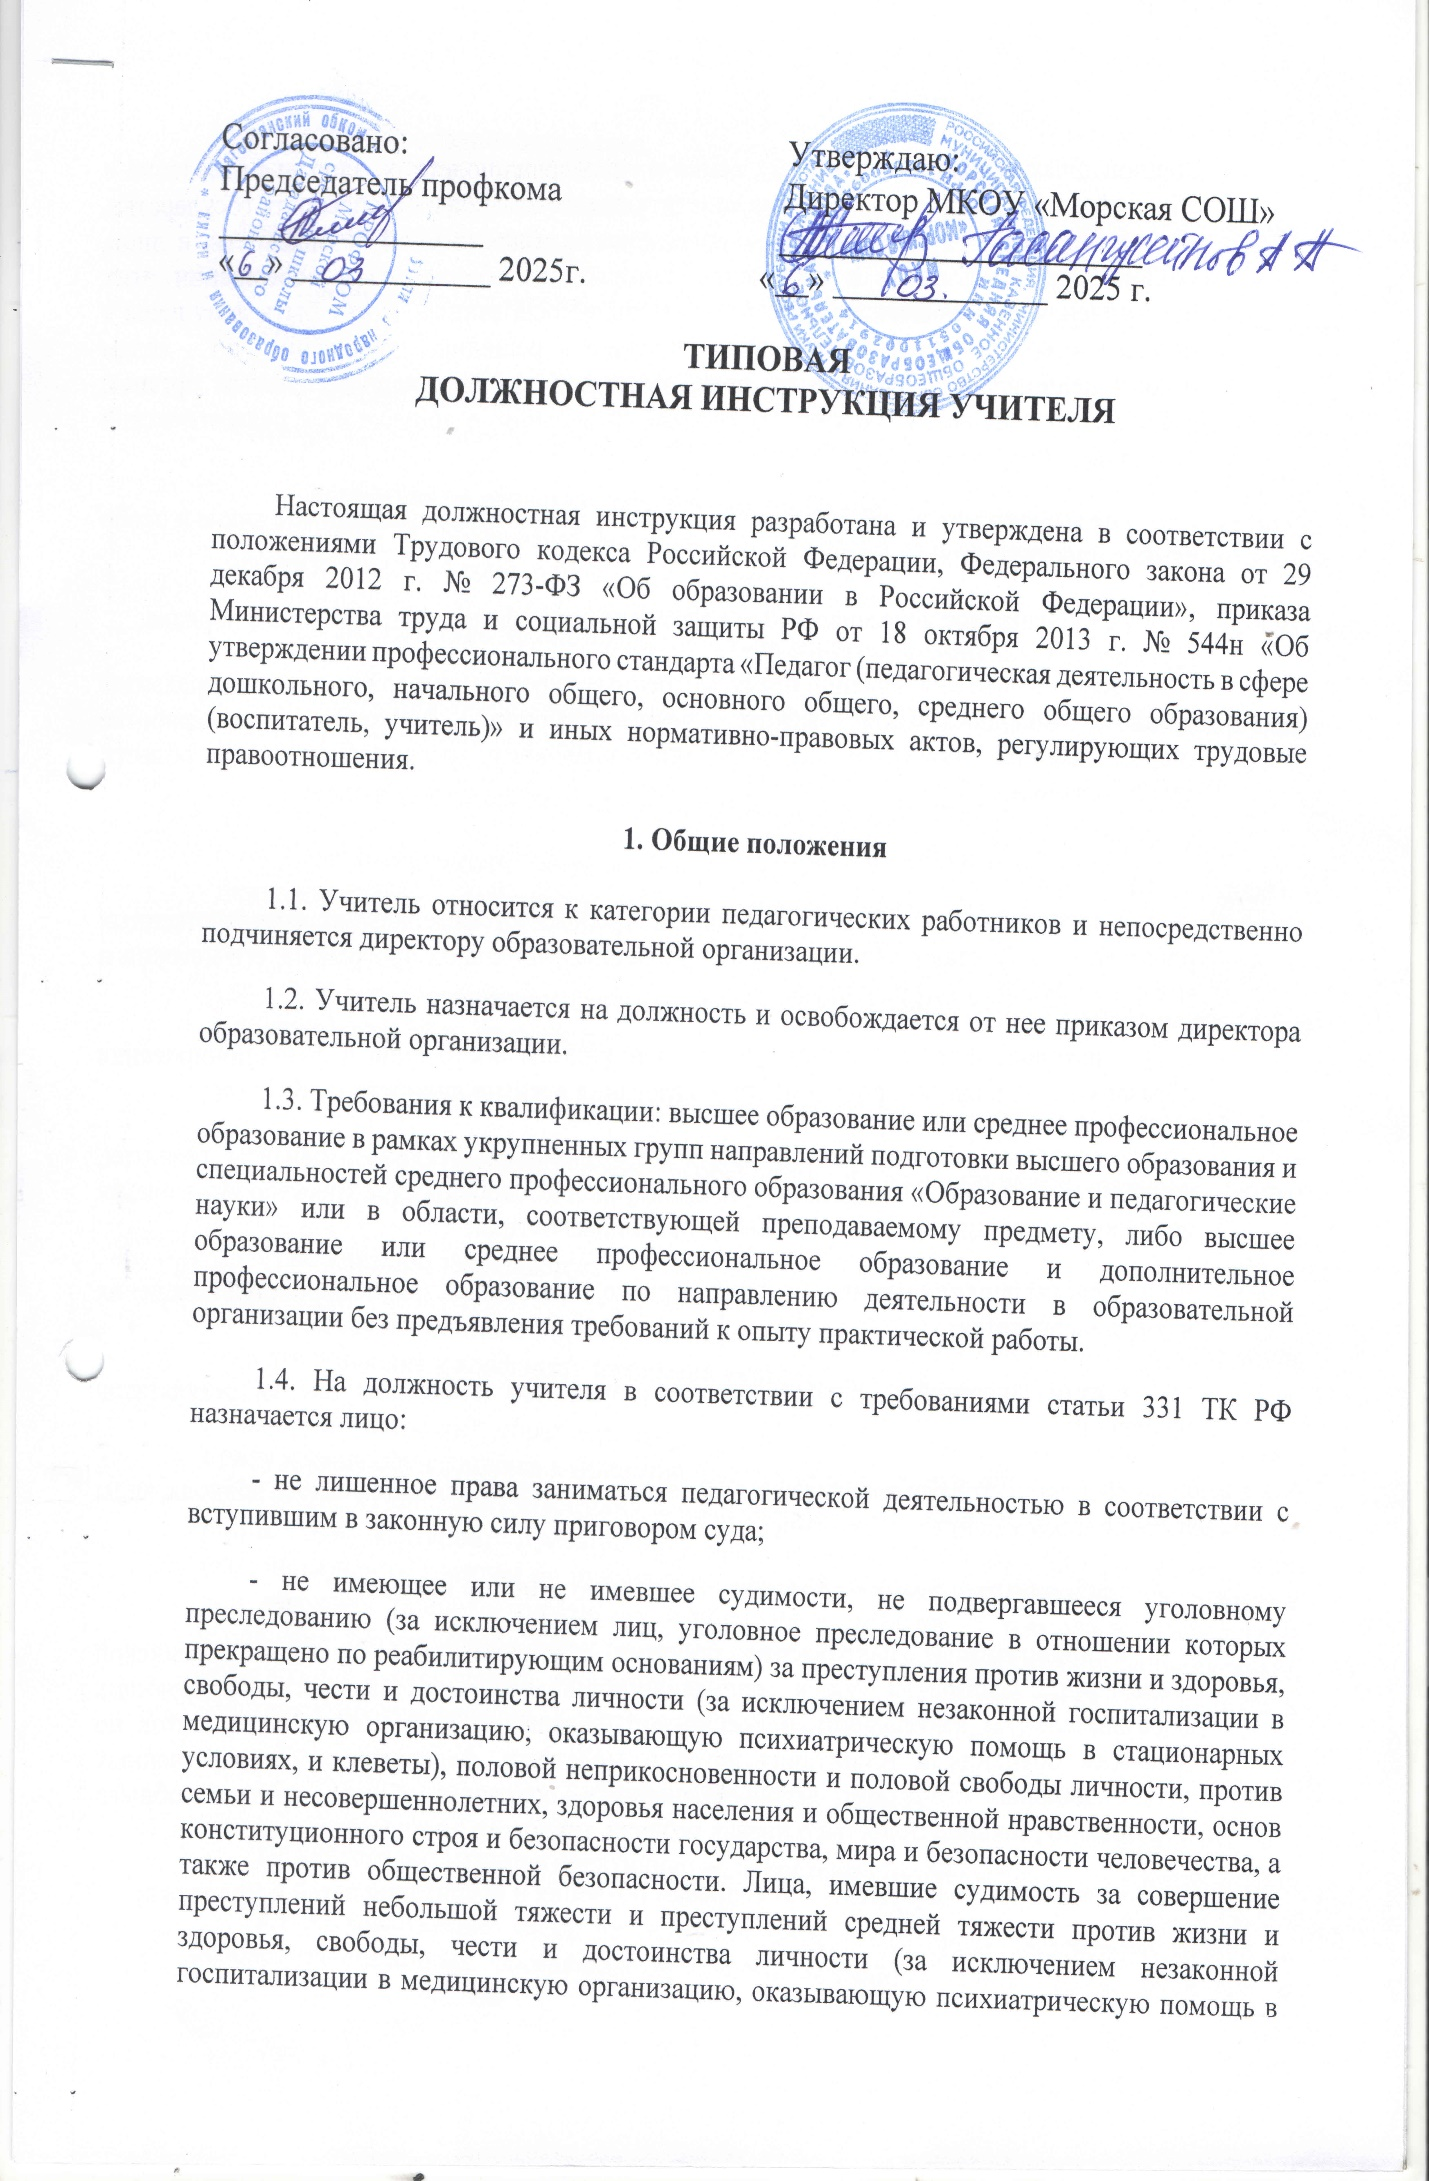 Согласовано:
Председатель профкома
«6» 03 2025г.
Утверждаю:
Директор МКОУ «Морская СОШ»
Гасангусейнов А А
«6» 03. 2025 г.
ТИПОВАЯ
ДОЛЖНОСТНАЯ ИНСТРУКЦИЯ УЧИТЕЛЯ
Настоящая должностная инструкция разработана и утверждена в соответствии с
положениями Трудового кодекса Российской Федерации, Федерального закона от 29
декабря 2012 г. № 273-ФЗ «Об образовании в Российской Федерации», приказа
Министерства труда и социальной защиты РФ от 18 октября 2013 г. № 544н «Об
утверждении профессионального стандарта «Педагог (педагогическая деятельность в сфере
дошкольного, начального общего, основного общего, среднего общего образования)
(воспитатель, учитель)» и иных нормативно-правовых актов, регулирующих трудовые
правоотношения.
1. Общие положения
1.1. Учитель относится к категории педагогических работников и непосредственно
подчиняется директору образовательной организации.
1.2. Учитель назначается на должность и освобождается от нее приказом директора
образовательной организации.
1.3. Требования к квалификации: высшее образование или среднее профессиональное
образование в рамках укрупненных групп направлений подготовки высшего образования и
специальностей среднего профессионального образования «Образование и педагогические
науки» или в области, соответствующей преподаваемому предмету, либо высшее
образование или среднее профессиональное образование и дополнительное
профессиональное образование по направлению деятельности в образовательной
организации без предъявления требований к опыту практической работы.
1.4. На должность учителя в соответствии с требованиями статьи 331 ТК РФ
назначается лицо:
- не лишенное права заниматься педагогической деятельностью в соответствии с
вступившим в законную силу приговором суда;
- не имеющее или не имевшее судимости, не подвергавшееся уголовному
преследованию (за исключением лиц, уголовное преследование в отношении которых
прекращено по реабилитирующим основаниям) за преступления против жизни и здоровья,
свободы, чести и достоинства личности (за исключением незаконной госпитализации в
медицинскую организацию, оказывающую психиатрическую помощь в стационарных
условиях, и клеветы), половой неприкосновенности и половой свободы личности, против
семьи и несовершеннолетних, здоровья населения и общественной нравственности, основ
конституционного строя и безопасности государства, мира и безопасности человечества, а
также против общественной безопасности. Лица, имевшие судимость за совершение
преступлений небольшой тяжести и преступлений средней тяжести против жизни и
здоровья, свободы, чести и достоинства личности (за исключением незаконной
госпитализации в медицинскую организацию, оказывающую психиатрическую помощь в